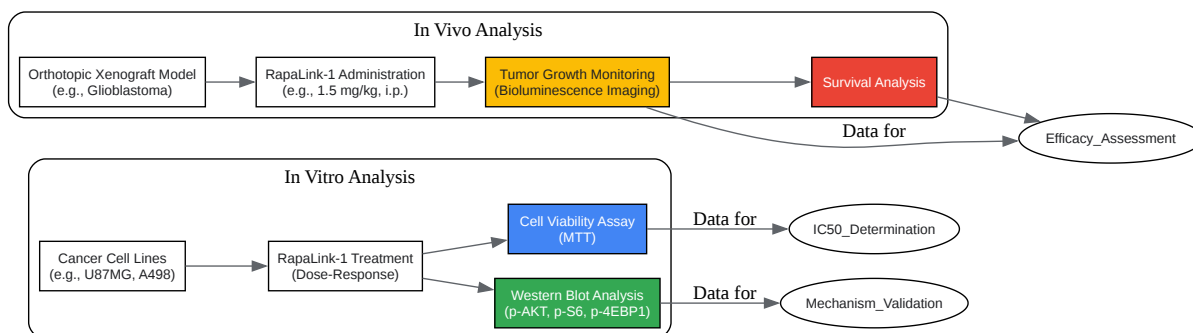 In Vivo Analysis
Orthotopic Xenograft Model
(e.g., Glioblastoma)
RapaLink-1 Administration
(e.g., 1.5 mg/kg, i.p.)
Tumor Growth Monitoring
(Bioluminescence Imaging)
Survival Analysis
Data for
Efficacy_Assessment
In Vitro Analysis
Cancer Cell Lines
(e.g., U87MG, A498)
RapaLink-1 Treatment
(Dose-Response)
Cell Viability Assay
(MTT)
Data for
IC50_Determination
Western Blot Analysis
(p-AKT, p-S6, p-4EBP1)
Data for
Mechanism_Validation